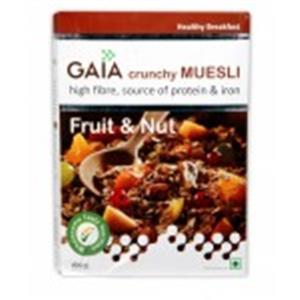 Healthy Breakfast
GAIA crunchy MUESLI
high fibre, source of protein & iron
Fruit & Nut